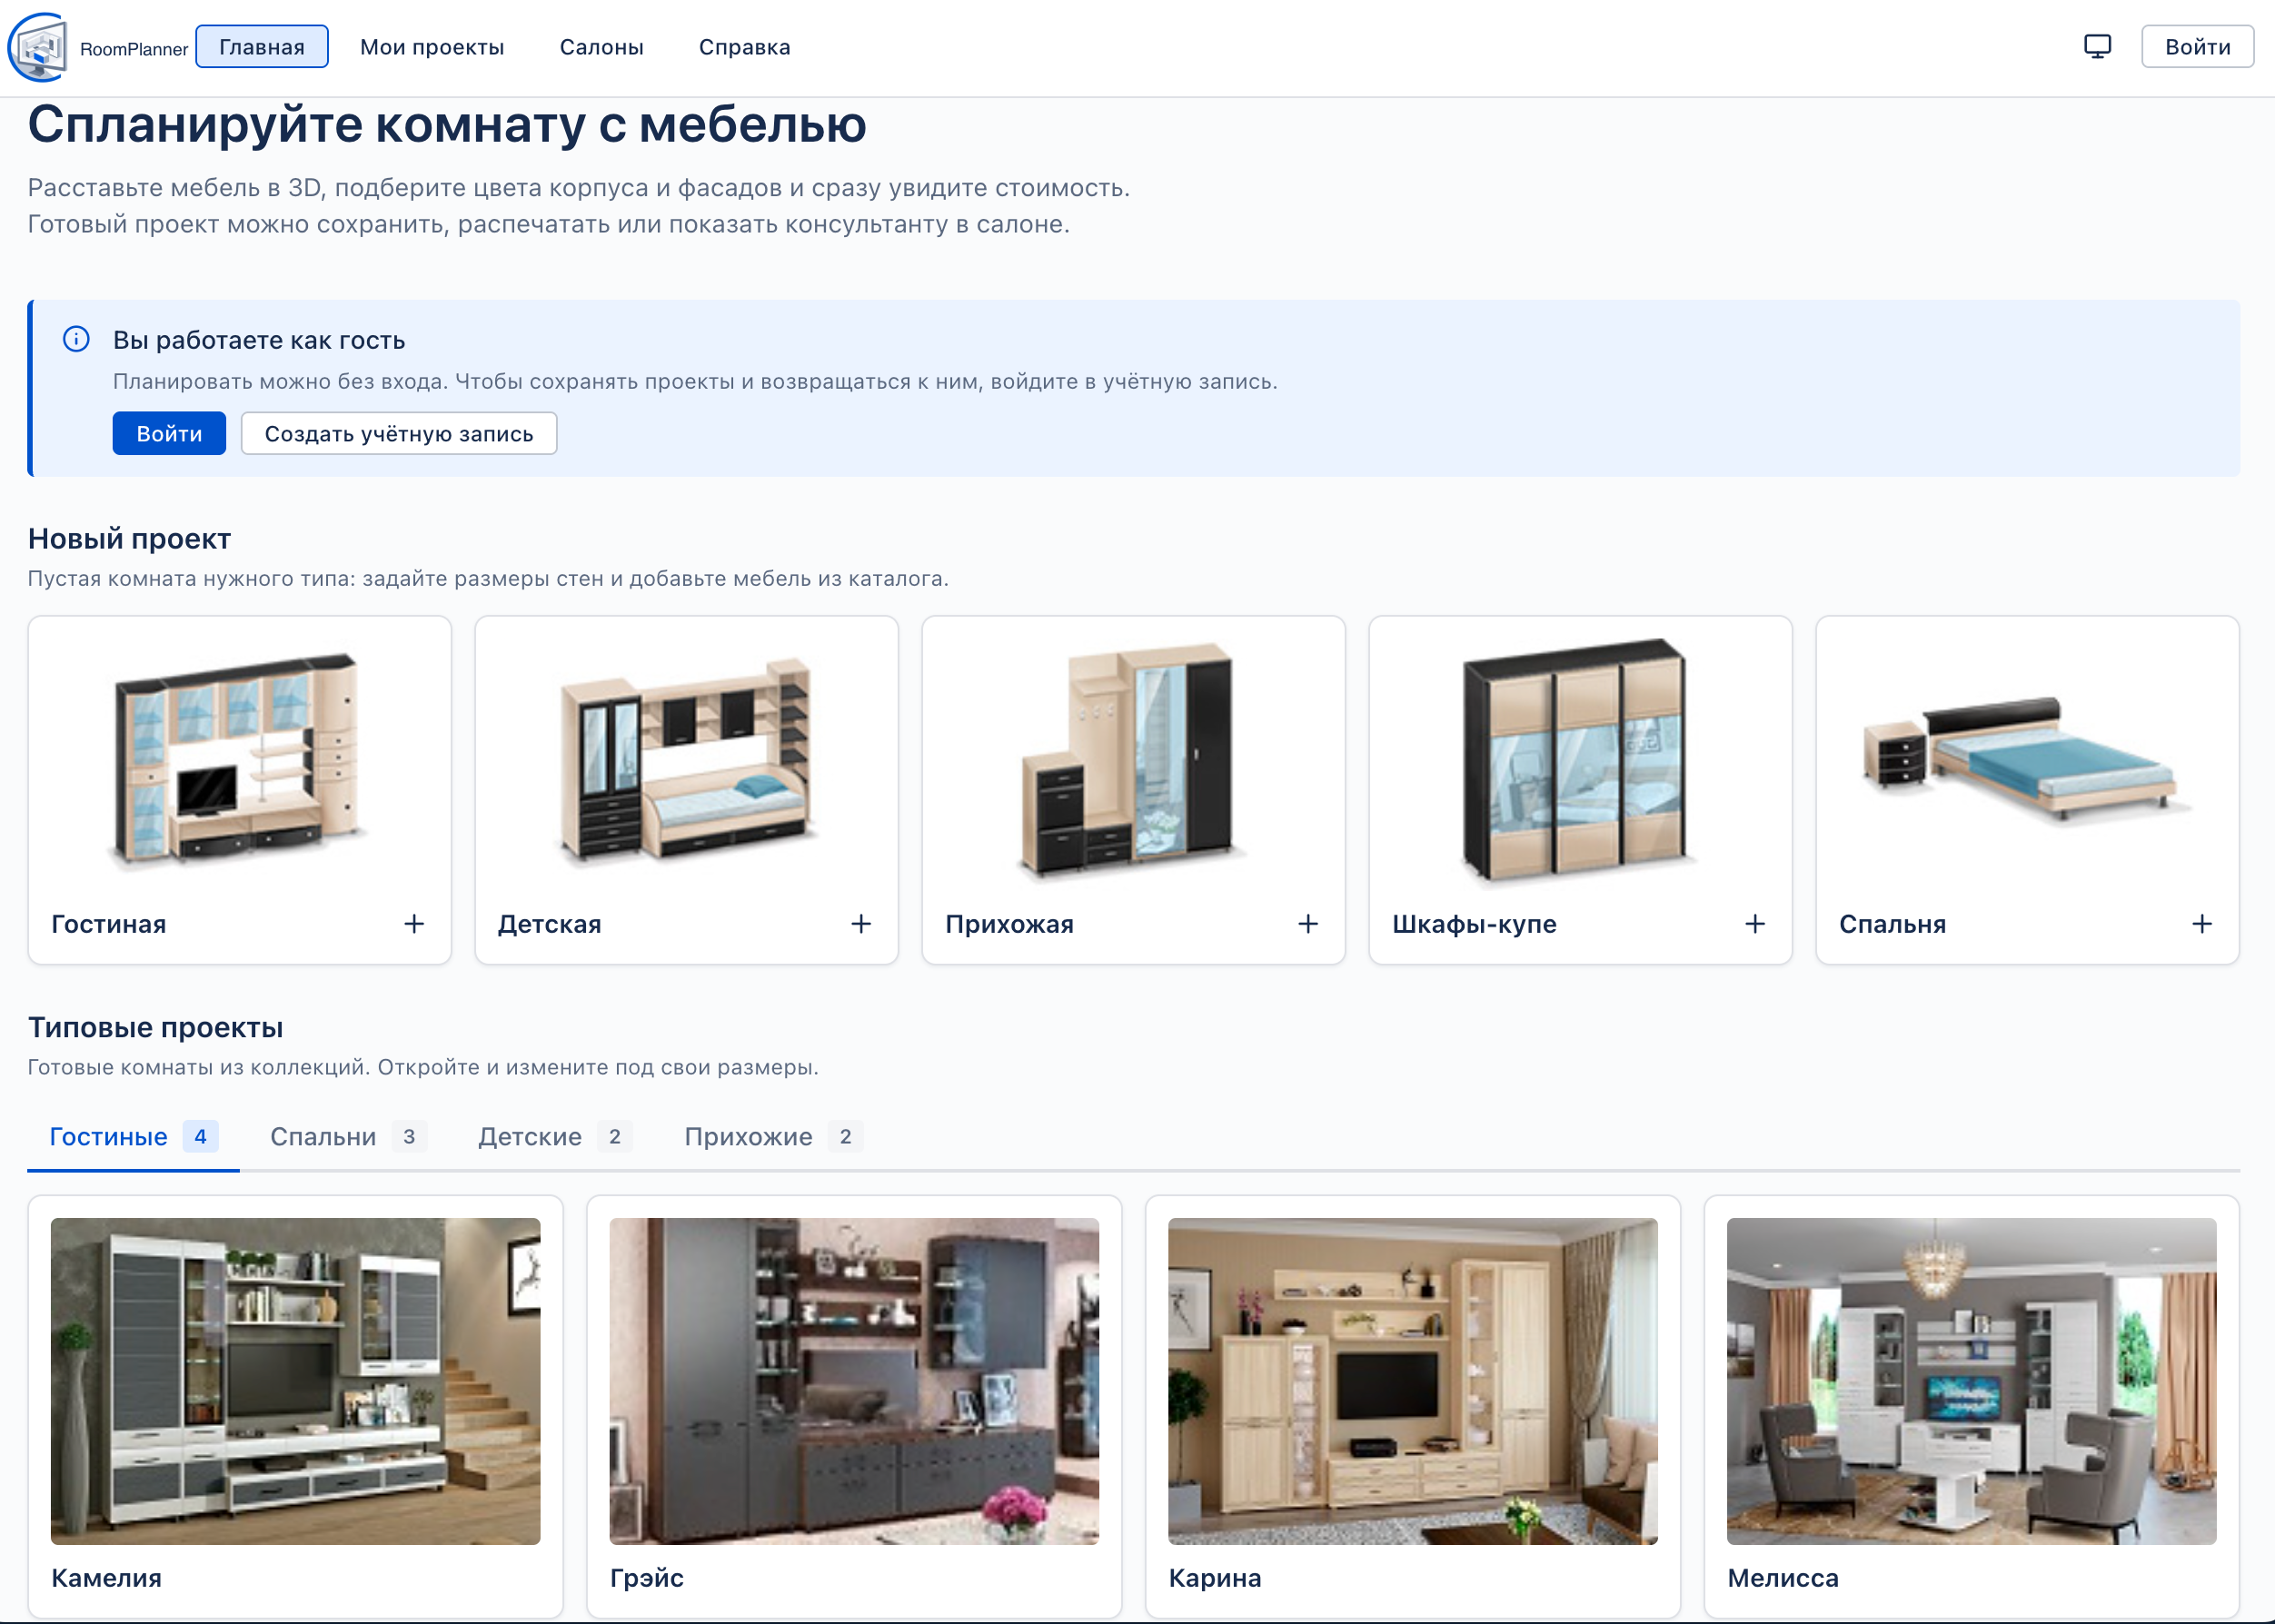 RoomPlanner
Главная
Мои проекты
Салоны
Справка
Войти
Спланируйте комнату с мебелью
Расставьте мебель в 3D, подберите цвета корпуса и фасадов и сразу увидите стоимость.
Готовый проект можно сохранить, распечатать или показать консультанту в салоне.
Вы работаете как гость
Планировать можно без входа. Чтобы сохранять проекты и возвращаться к ним, войдите в учётную запись.
Войти
Создать учётную запись
Новый проект
Пустая комната нужного типа: задайте размеры стен и добавьте мебель из каталога.
Гостиная
Детская
Прихожая
Шкафы-купе
Спальня
Типовые проекты
Готовые комнаты из коллекций. Откройте и измените под свои размеры.
Гостиные 4
Спальни 3
Детские 2
Прихожие 2
Камелия
Грэйс
Карина
Мелисса